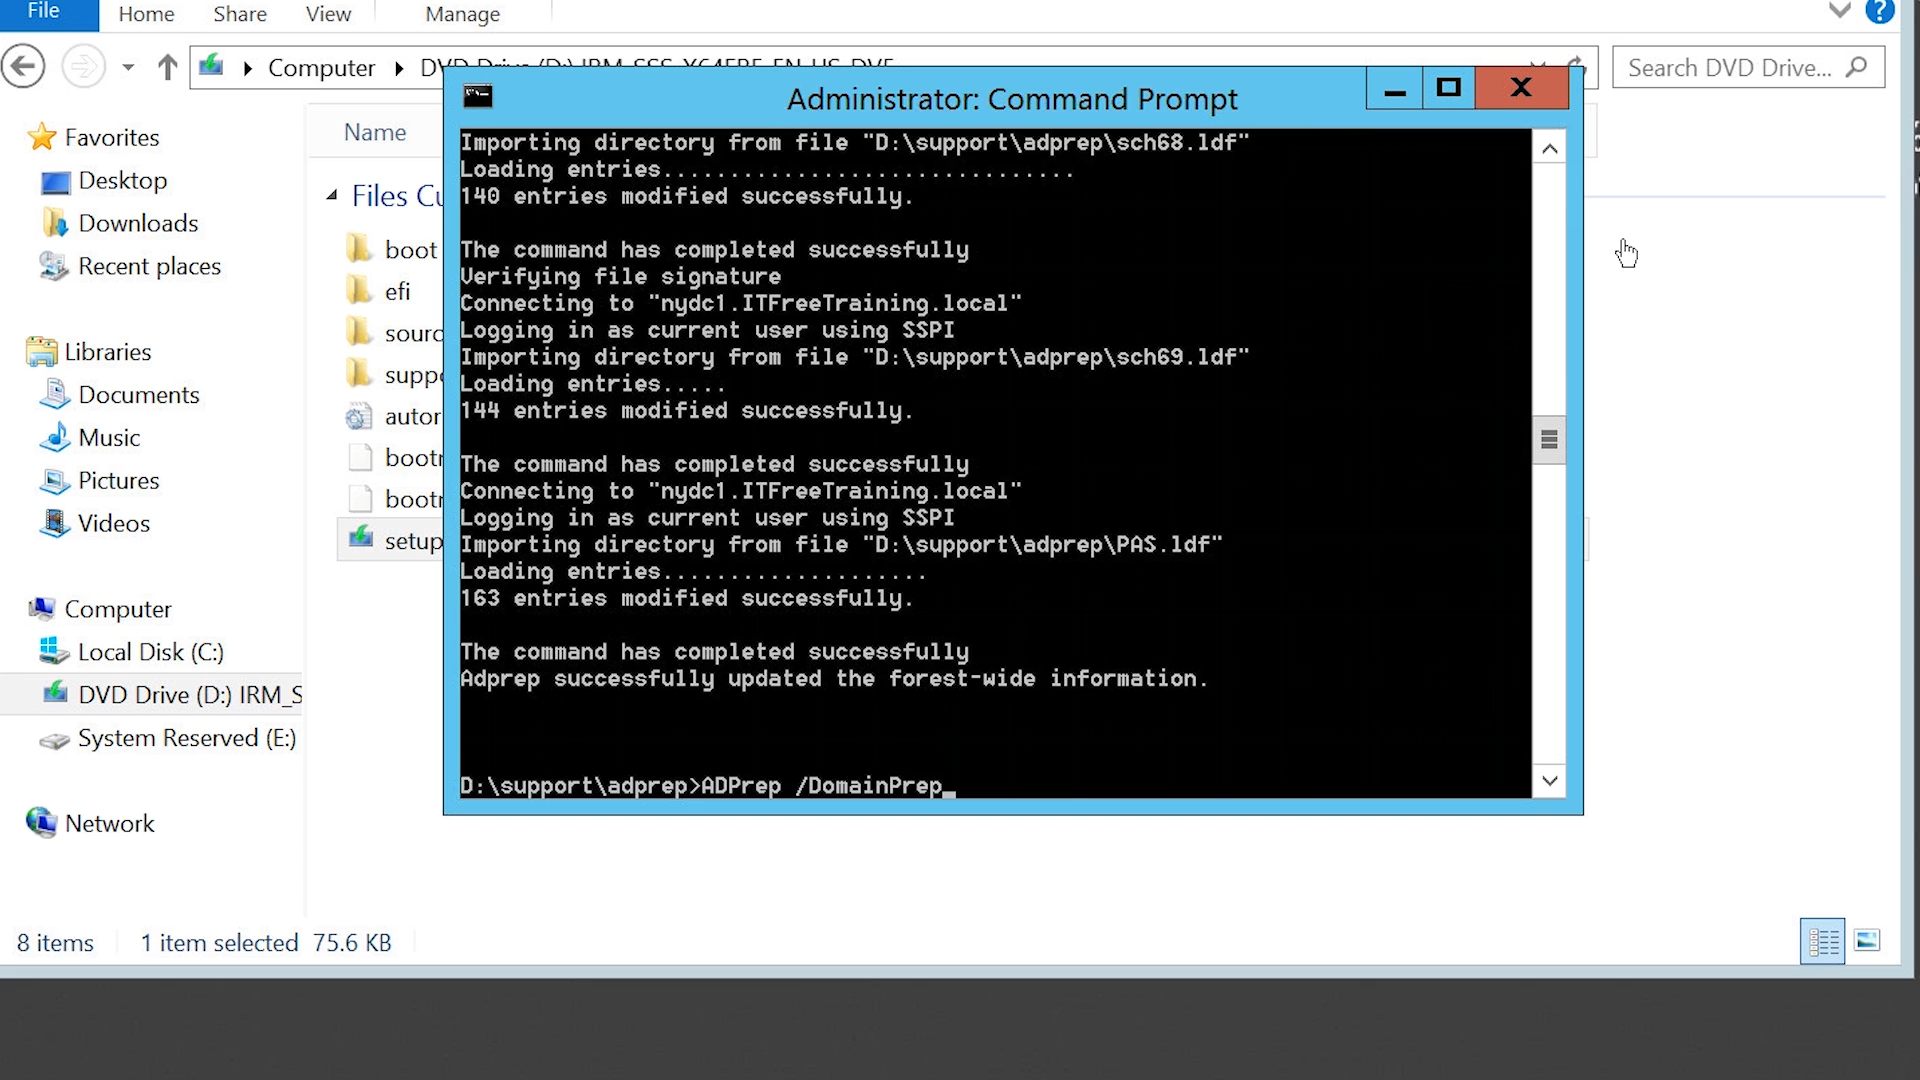 File Home Share View Manage
Computer DVD Drive (D:) IRM_SSS_X64FRE_EN-US_DV5
Search DVD Drive...
Favorites
Desktop
Downloads
Recent places
Libraries
Documents
Music
Pictures
Videos
Computer
Local Disk (C:)
DVD Drive (D:) IRM_S
System Reserved (E:)
Network
Name
Files Cu
boot
efi
sourc
suppo
autor
bootr
bootr
setup
Administrator: Command Prompt
Importing directory from file "D:\support\adprep\sch68.ldf"
Loading entries...............................
140 entries modified successfully.
The command has completed successfully
Verifying file signature
Connecting to "nydc1.ITFreeTraining.local"
Logging in as current user using SSPI
Importing directory from file "D:\support\adprep\sch69.ldf"
Loading entries.....
144 entries modified successfully.
The command has completed successfully
Connecting to "nydc1.ITFreeTraining.local"
Logging in as current user using SSPI
Importing directory from file "D:\support\adprep\PAS.ldf"
Loading entries....................
163 entries modified successfully.
The command has completed successfully
Adprep successfully updated the forest-wide information.
D:\support\adprep>ADPrep /DomainPrep_
8 items 1 item selected 75.6 KB